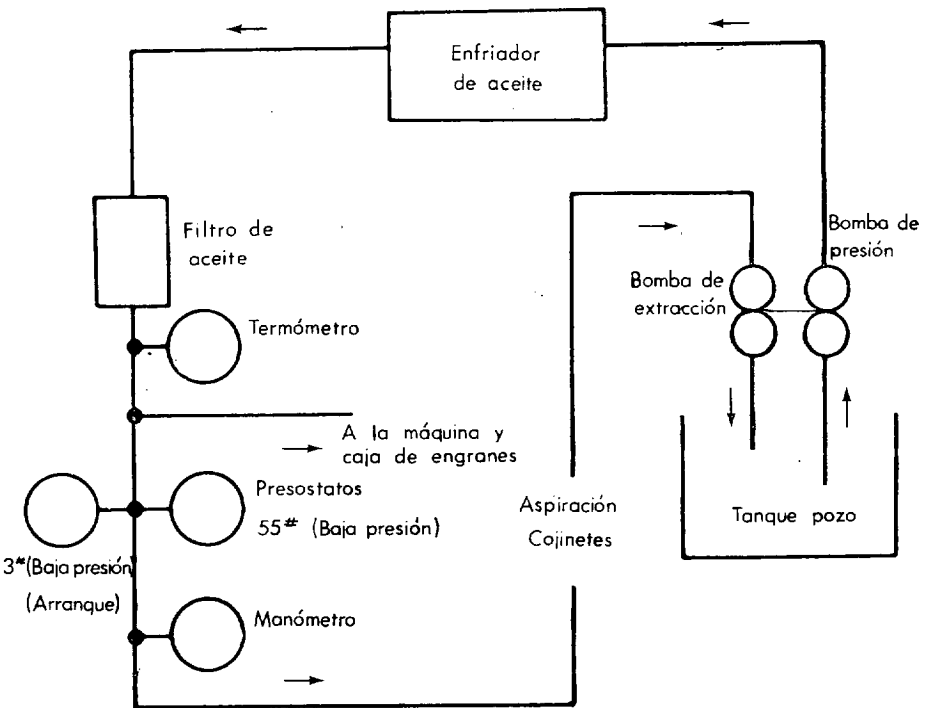 Enfriador
de aceite
Filtro de
aceite
Bomba de
presión
Bomba de
extracción
Termómetro
A la máquina y
caja de engranes
Presostatos
55# (Baja presión)
3#(Baja presión)
(Arranque)
Aspiración
Cojinetes
Tanque pozo
Manómetro